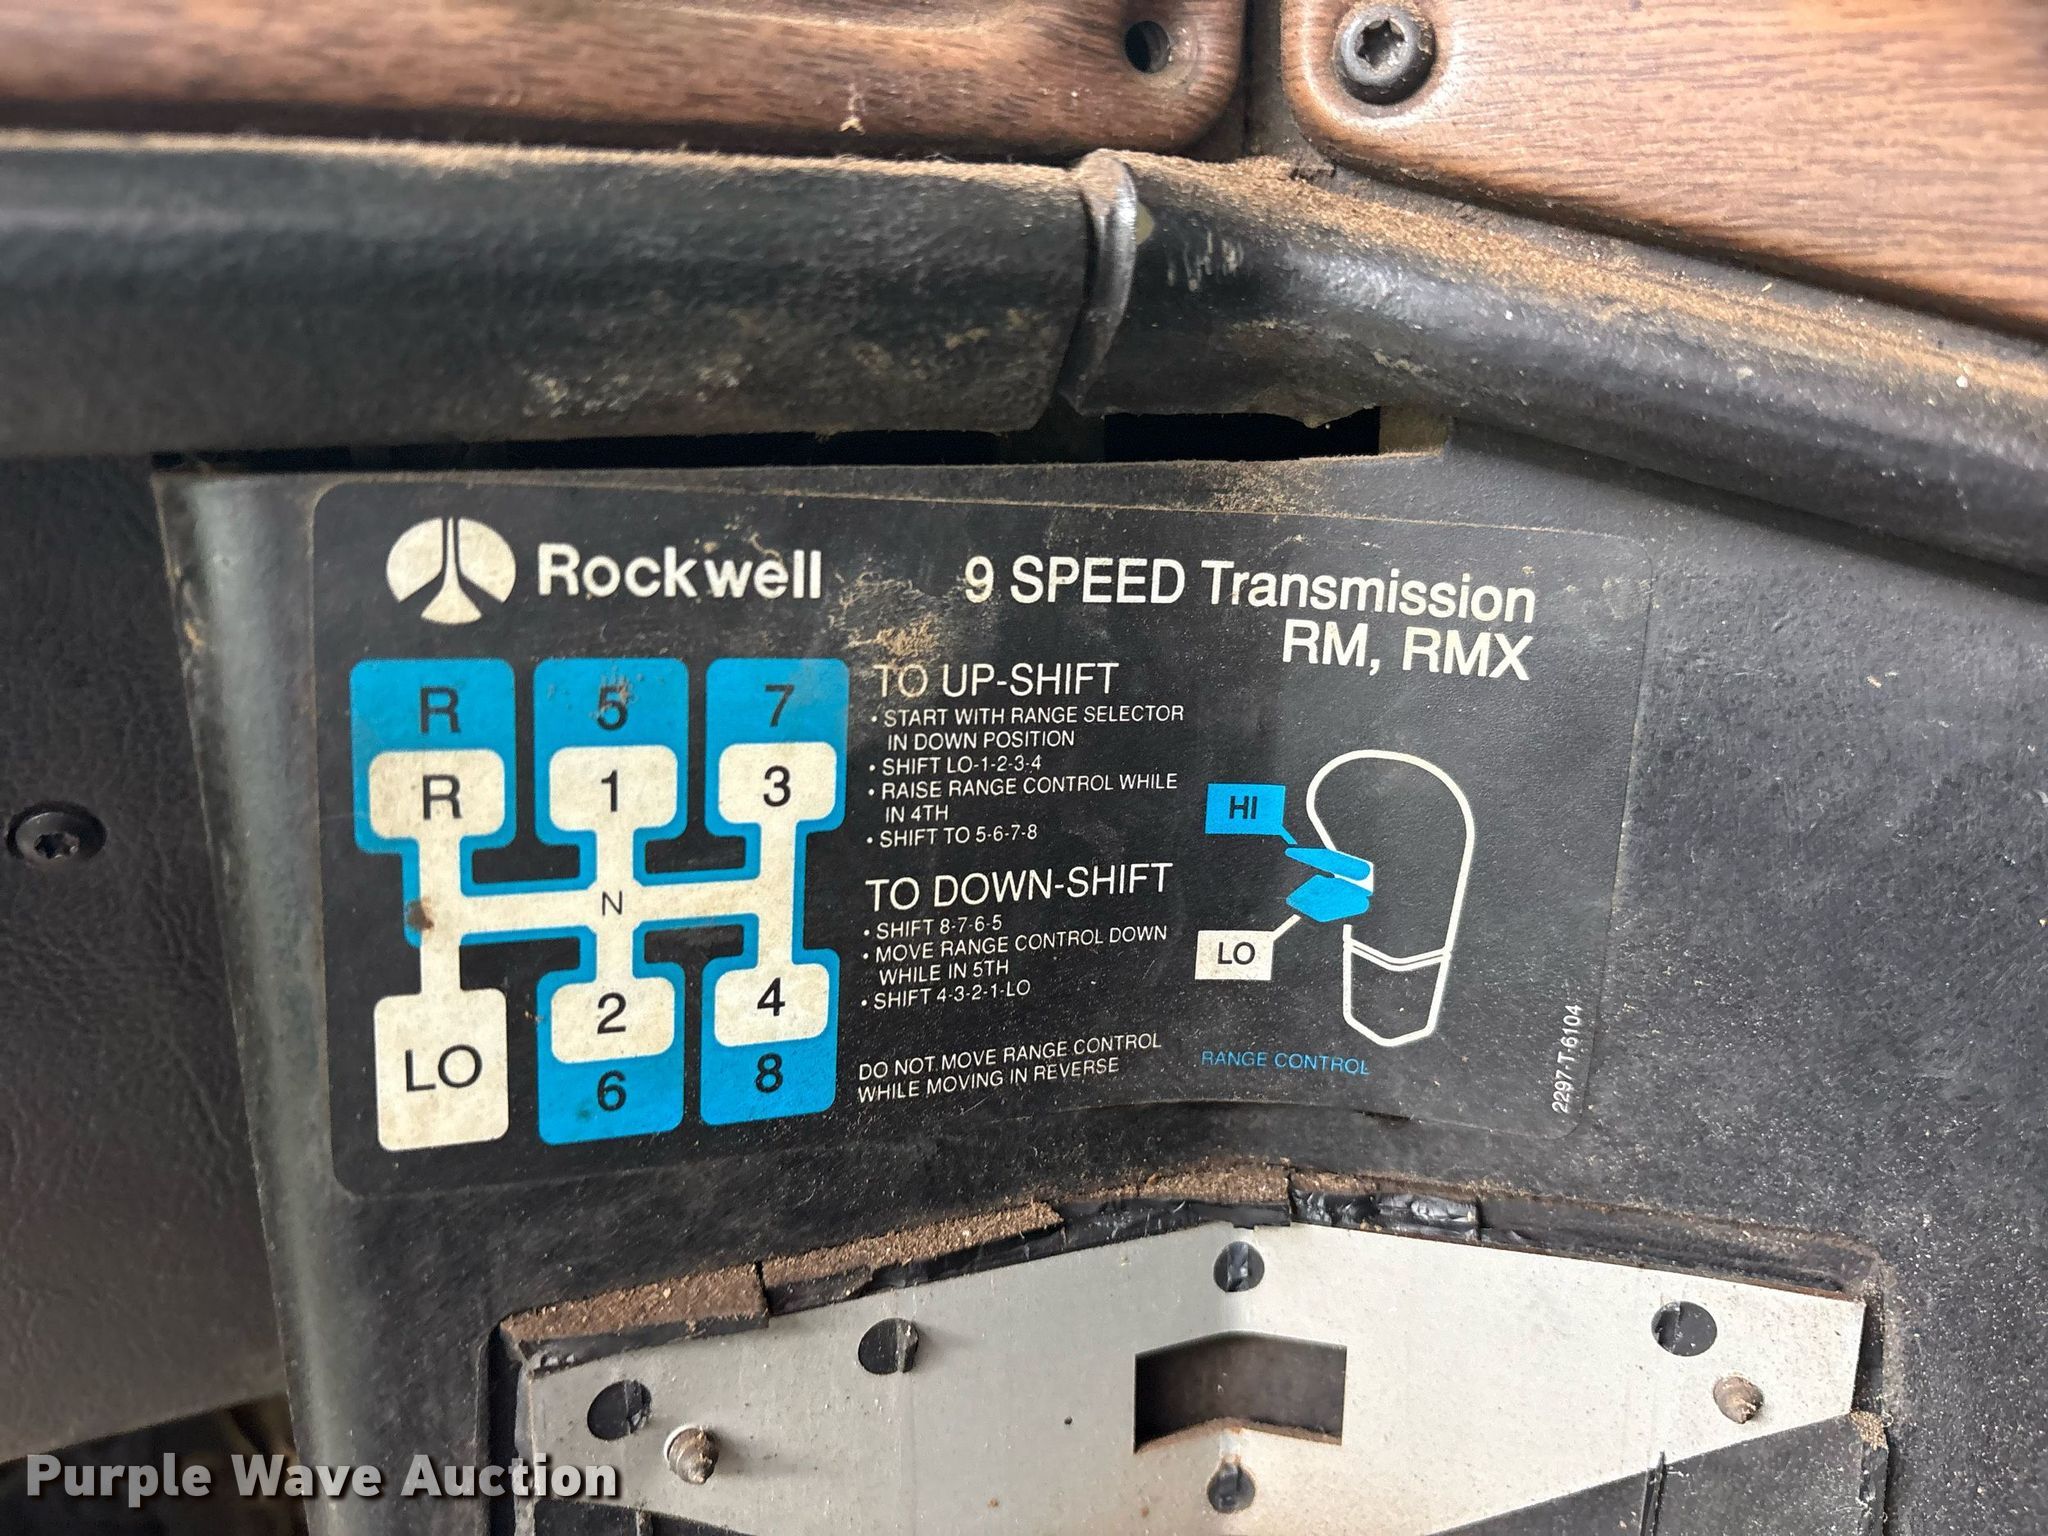 Rockwell
9 SPEED Transmission
RM, RMX
R 5 7
R 1 3
N
2 4
LO
6 8
TO UP-SHIFT
• START WITH RANGE SELECTOR
IN DOWN POSITION
• SHIFT LO-1-2-3-4
• RAISE RANGE CONTROL WHILE
IN 4TH
• SHIFT TO 5-6-7-8
TO DOWN-SHIFT
• SHIFT 8-7-6-5
• MOVE RANGE CONTROL DOWN
WHILE IN 5TH
• SHIFT 4-3-2-1-LO
DO NOT MOVE RANGE CONTROL
WHILE MOVING IN REVERSE
HI
LO
RANGE CONTROL
2297-T-6104
Purple Wave Auction